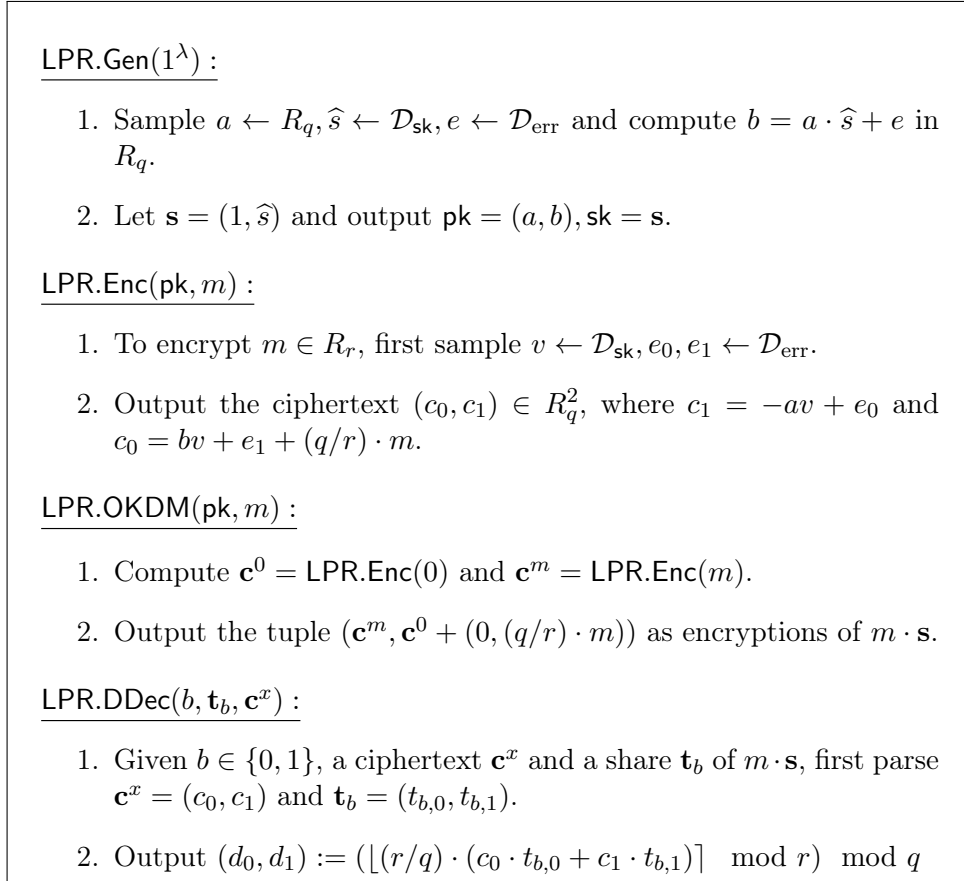 LPR.Gen(1^λ) :
1. Sample a ← R_q, ŝ ← 𝒟_sk, e ← 𝒟_err and compute b = a · ŝ + e in
R_q.
2. Let 𝐬 = (1, ŝ) and output pk = (a, b), sk = 𝐬.
LPR.Enc(pk, m) :
1. To encrypt m ∈ R_r, first sample v ← 𝒟_sk, e_0, e_1 ← 𝒟_err.
2. Output the ciphertext (c_0, c_1) ∈ R_q^2, where c_1 = −av + e_0 and
c_0 = bv + e_1 + (q/r) · m.
LPR.OKDM(pk, m) :
1. Compute 𝐜^0 = LPR.Enc(0) and 𝐜^m = LPR.Enc(m).
2. Output the tuple (𝐜^m, 𝐜^0 + (0, (q/r) · m)) as encryptions of m · 𝐬.
LPR.DDec(b, 𝐭_b, 𝐜^x) :
1. Given b ∈ {0, 1}, a ciphertext 𝐜^x and a share 𝐭_b of m · 𝐬, first parse
𝐜^x = (c_0, c_1) and 𝐭_b = (t_{b,0}, t_{b,1}).
2. Output (d_0, d_1) := (⌊(r/q) · (c_0 · t_{b,0} + c_1 · t_{b,1})⌉ mod r) mod q